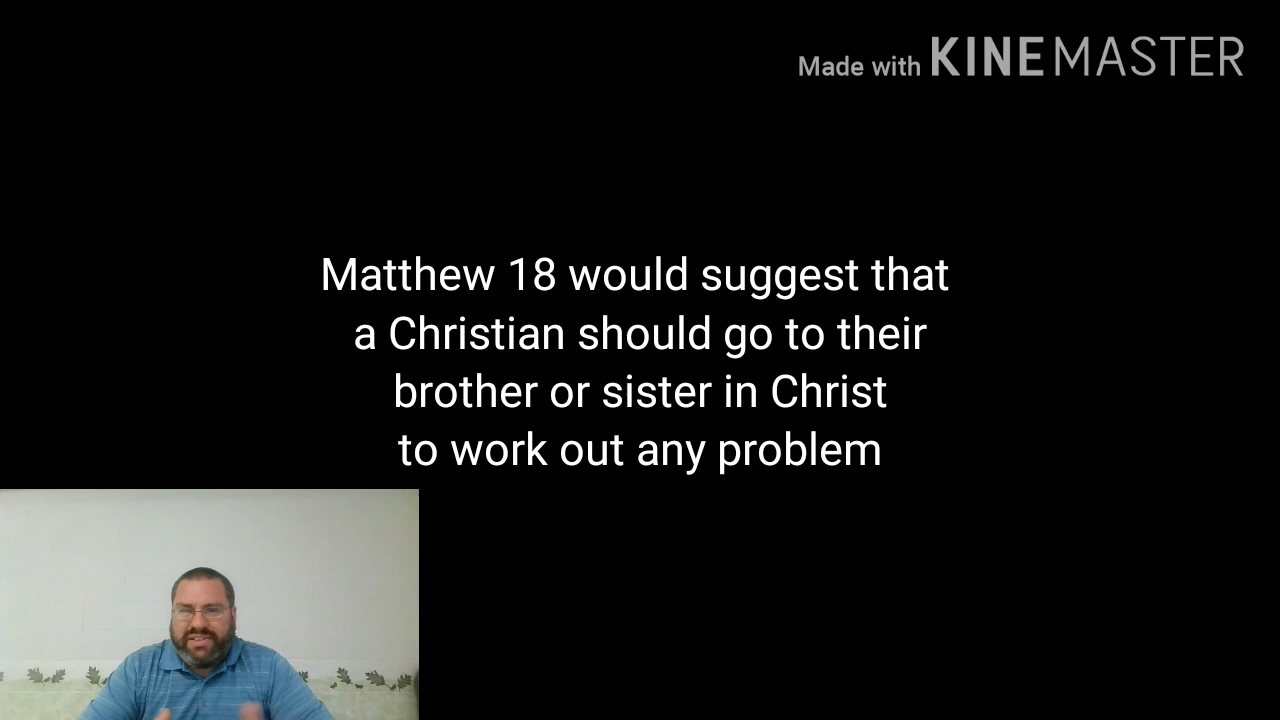 Made with KINEMASTER
Matthew 18 would suggest that
a Christian should go to their
brother or sister in Christ
to work out any problem